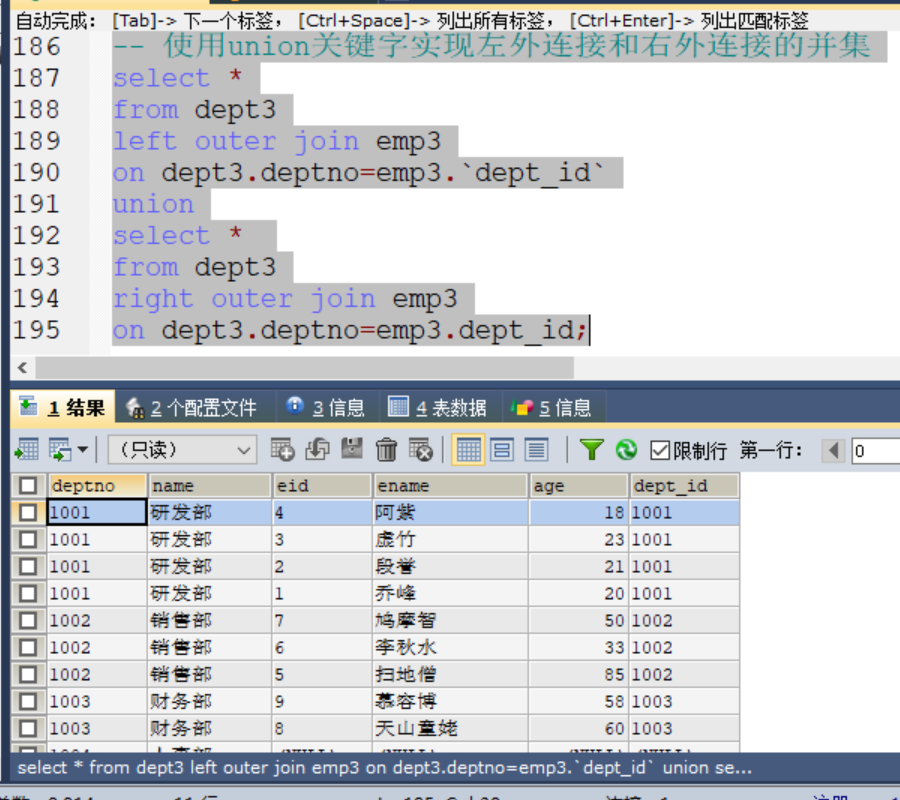 自动完成： [Tab]-> 下一个标签， [Ctrl+Space]-> 列出所有标签， [Ctrl+Enter]-> 列出匹配标签
186 -- 使用union关键字实现左外连接和右外连接的并集
187 select *
188 from dept3
189 left outer join emp3
190 on dept3.deptno=emp3.`dept_id`
191 union
192 select *
193 from dept3
194 right outer join emp3
195 on dept3.deptno=emp3.dept_id;
1 结果 2 个配置文件 3 信息 4 表数据 5 信息
（只读） 限制行 第一行： 0
deptno name eid ename age dept_id
1001 研发部 4 阿紫 18 1001
1001 研发部 3 虚竹 23 1001
1001 研发部 2 段誉 21 1001
1001 研发部 1 乔峰 20 1001
1002 销售部 7 鸠摩智 50 1002
1002 销售部 6 李秋水 33 1002
1002 销售部 5 扫地僧 85 1002
1003 财务部 9 慕容博 58 1003
1003 财务部 8 天山童姥 60 1003
select * from dept3 left outer join emp3 on dept3.deptno=emp3.`dept_id` union se...